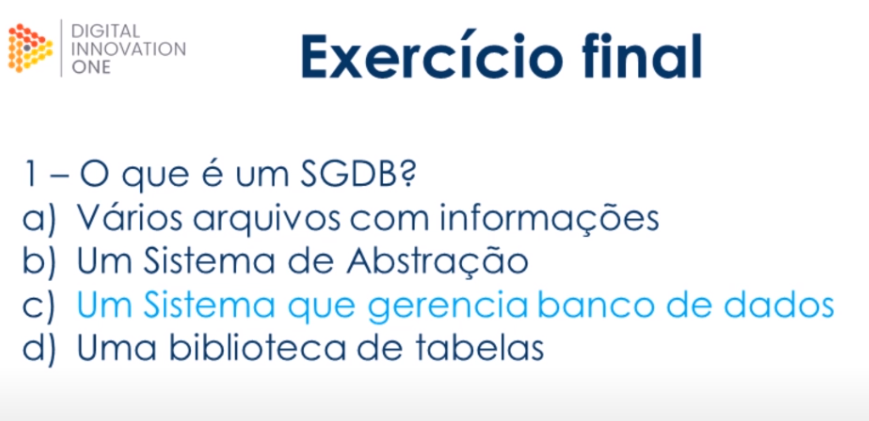 DIGITAL
INNOVATION
ONE
Exercício final
1 – O que é um SGDB?
a) Vários arquivos com informações
b) Um Sistema de Abstração
c) Um Sistema que gerencia banco de dados
d) Uma biblioteca de tabelas